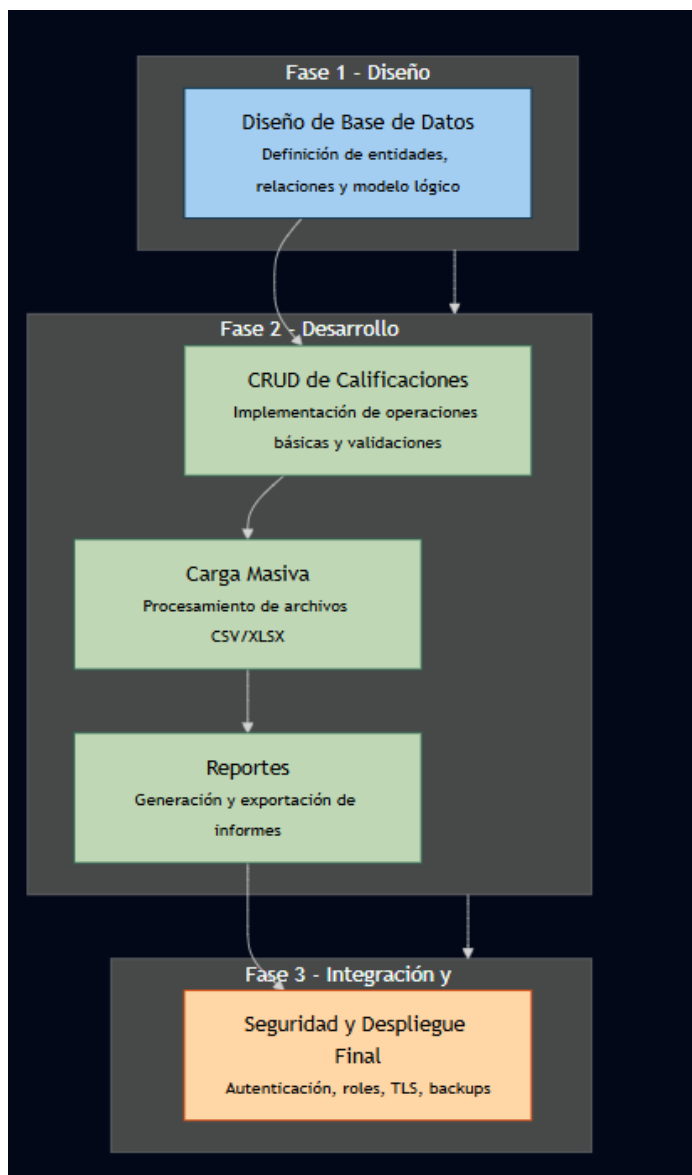 Fase 1 - Diseño
Diseño de Base de Datos
Definición de entidades,
relaciones y modelo lógico
Fase 2 - Desarrollo
CRUD de Calificaciones
Implementación de operaciones
básicas y validaciones
Carga Masiva
Procesamiento de archivos
CSV/XLSX
Reportes
Generación y exportación de
informes
Fase 3 - Integración y
Seguridad y Despliegue
Final
Autenticación, roles, TLS, backups